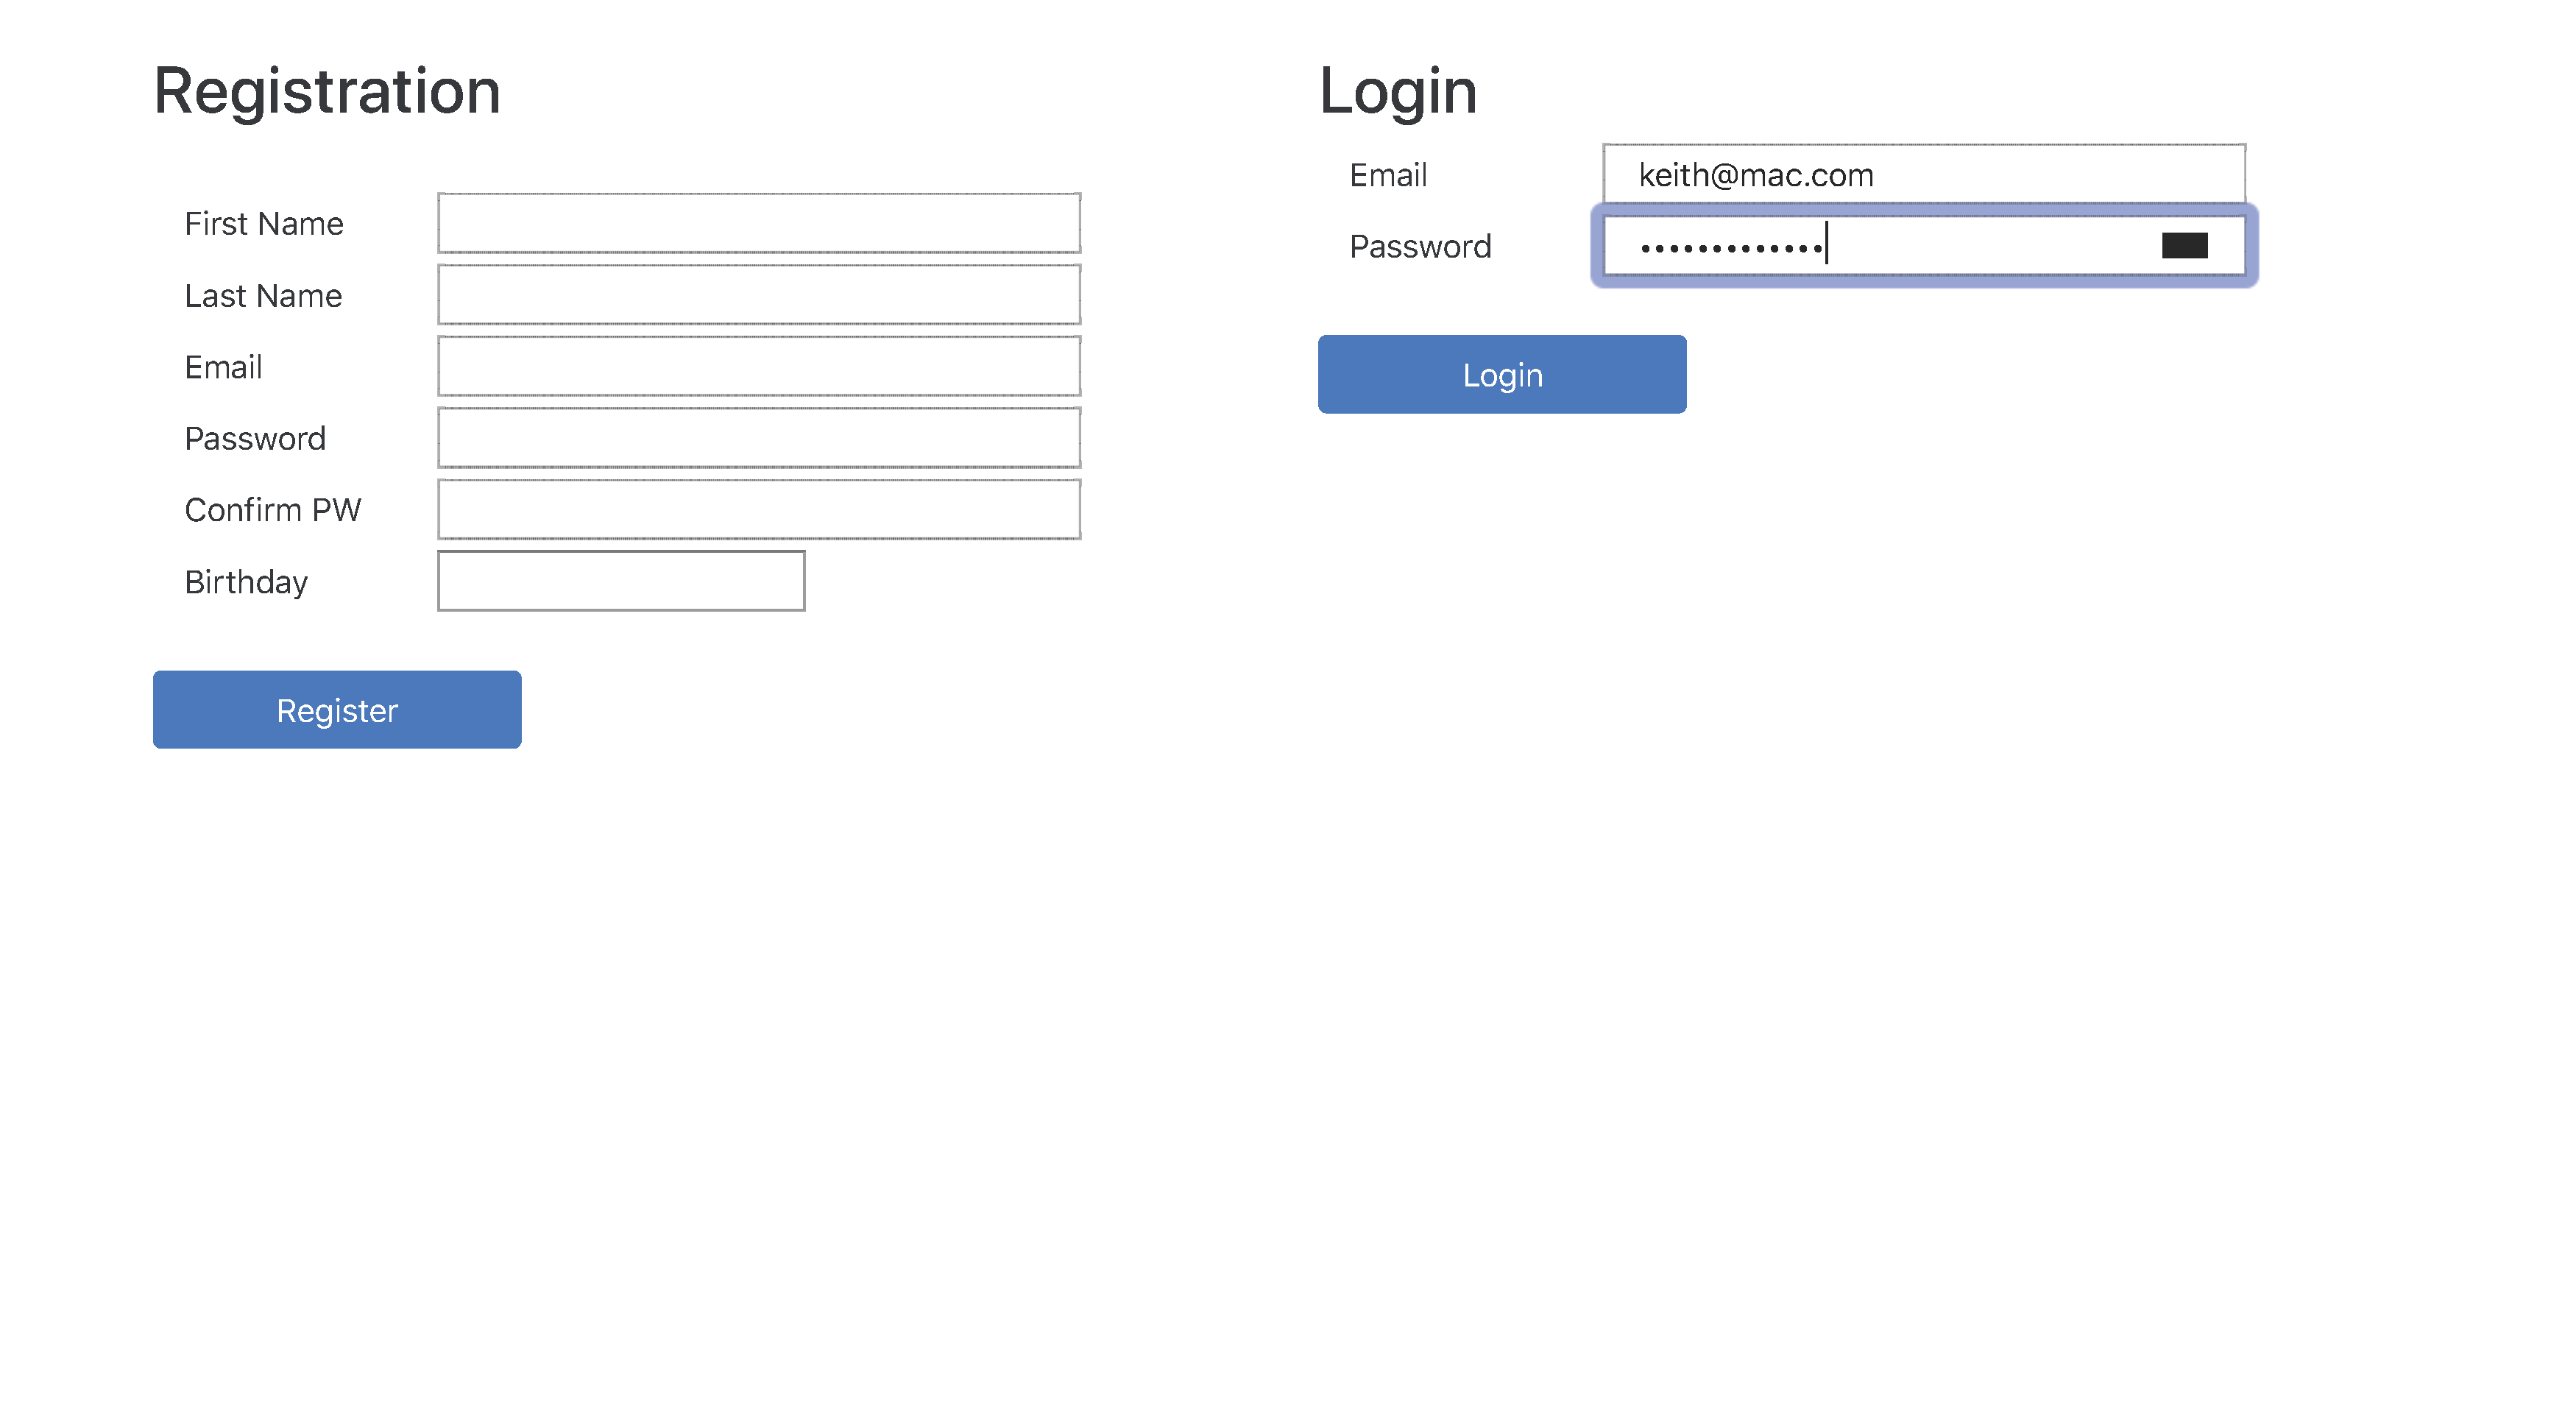 Registration
First Name
Last Name
Email
Password
Confirm PW
Birthday
Register
Login
Email keith@mac.com
Password •••••••••••••
Login